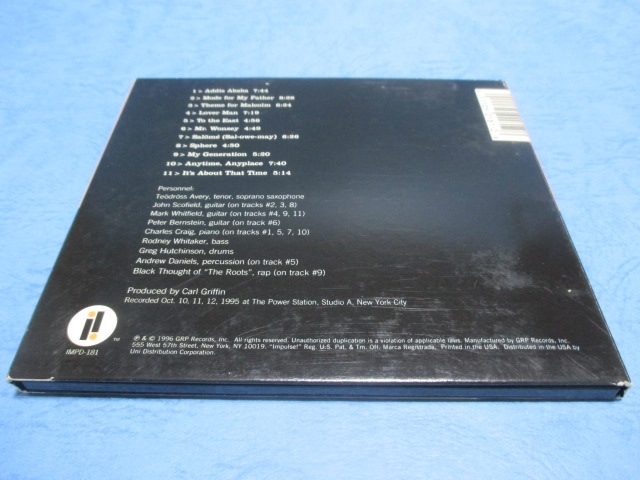 1> Addis Ababa 7:44
2> Mode for My Father 5:28
3> Theme for Malcolm 6:24
4> Lover Man 7:19
5> To the East 4:56
6> Mr. Wonsey 4:49
7> Salōmé (Sal-owe-may) 6:26
8> Sphere 4:50
9> My Generation 5:20
10> Anytime, Anyplace 7:40
11> It's About That Time 5:14
Personnel:
Teodross Avery, tenor, soprano saxophone
John Scofield, guitar (on tracks #2, 3, 8)
Mark Whitfield, guitar (on tracks #4, 9, 11)
Peter Bernstein, guitar (on track #6)
Charles Craig, piano (on tracks #1, 5, 7, 10)
Rodney Whitaker, bass
Greg Hutchinson, drums
Andrew Daniels, percussion (on track #5)
Black Thought of "The Roots", rap (on track #9)
Produced by Carl Griffin
Recorded Oct. 10, 11, 12, 1995 at The Power Station, Studio A, New York City
i!
TM
IMPD-181
℗ & © 1996 GRP Records, Inc. All rights reserved. Unauthorized duplication is a violation of applicable laws. Manufactured by GRP Records, Inc.
555 West 57th Street, New York, NY 10019. "Impulse!" Reg. U.S. Pat. & Tm. Off. Marca Registrada. Printed in the USA. Distributed in the USA by
Uni Distribution Corporation.